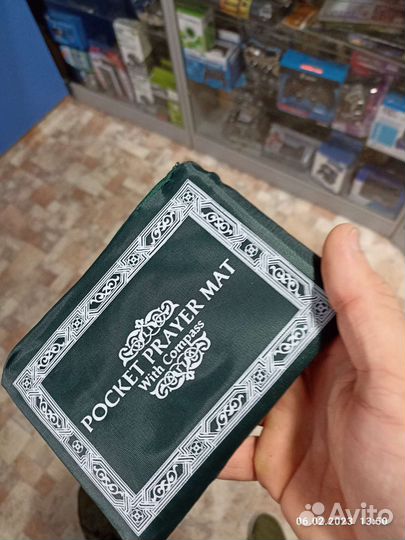 POCKET PRAYER MAT
With Compass
06.02.2023 13:50
Avito